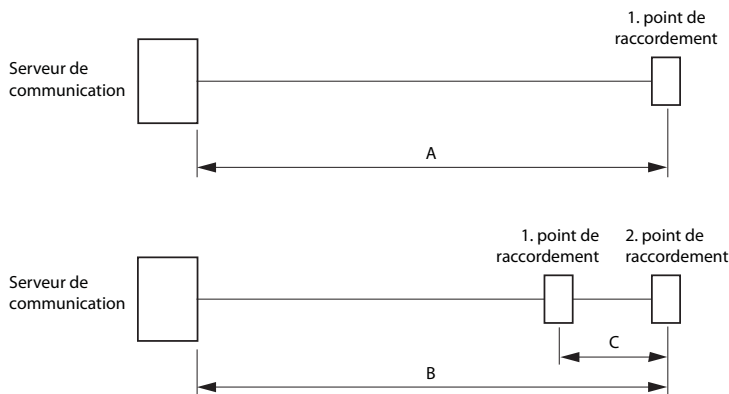 1. point de
raccordement
Serveur de
communication
A
1. point de
raccordement
2. point de
raccordement
Serveur de
communication
C
B